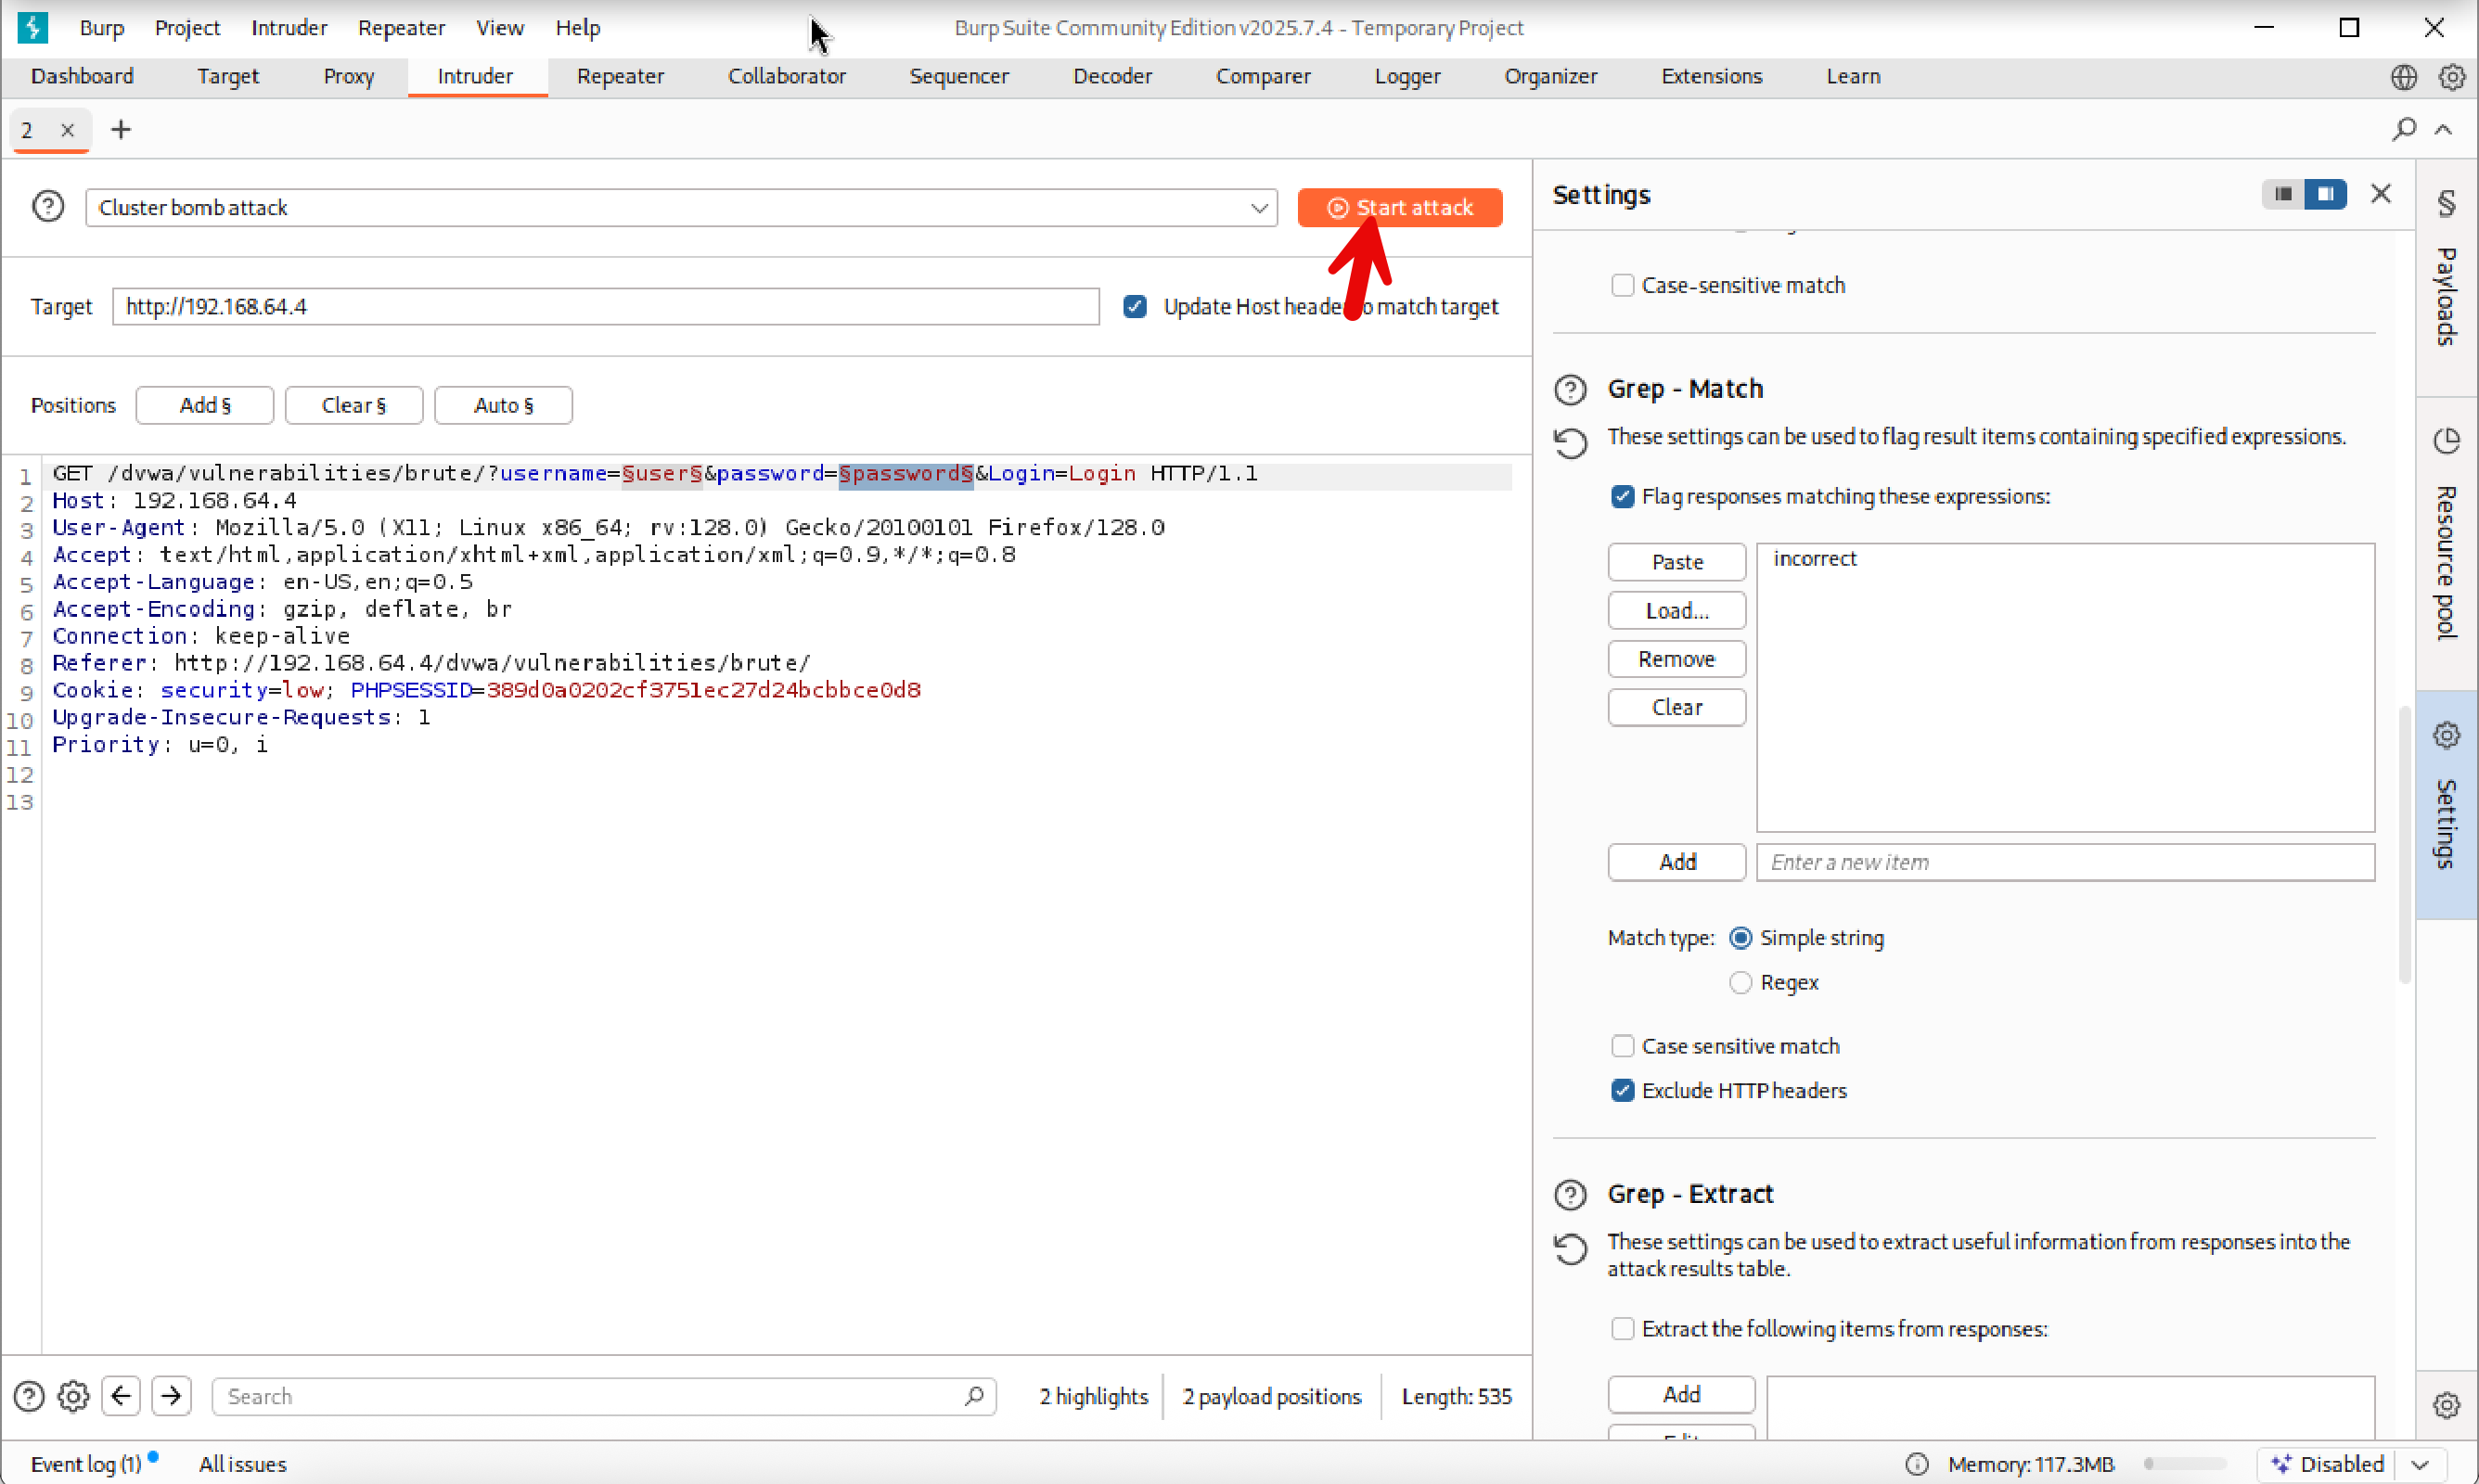 Burp Project Intruder Repeater View Help Burp Suite Community Edition v2025.7.4 - Temporary Project
Dashboard Target Proxy Intruder Repeater Collaborator Sequencer Decoder Comparer Logger Organizer Extensions Learn
2 × +
Cluster bomb attack
Start attack
Target http://192.168.64.4
Update Host header to match target
Positions Add § Clear § Auto §
1 GET /dvwa/vulnerabilities/brute/?username=§user§&password=§password§&Login=Login HTTP/1.1
2 Host: 192.168.64.4
3 User-Agent: Mozilla/5.0 (X11; Linux x86_64; rv:128.0) Gecko/20100101 Firefox/128.0
4 Accept: text/html,application/xhtml+xml,application/xml;q=0.9,*/*;q=0.8
5 Accept-Language: en-US,en;q=0.5
6 Accept-Encoding: gzip, deflate, br
7 Connection: keep-alive
8 Referer: http://192.168.64.4/dvwa/vulnerabilities/brute/
9 Cookie: security=low; PHPSESSID=389d0a0202cf3751ec27d24bcbbce0d8
10 Upgrade-Insecure-Requests: 1
11 Priority: u=0, i
12
13
Search
2 highlights
2 payload positions
Length: 535
Settings
Case-sensitive match
Grep - Match
These settings can be used to flag result items containing specified expressions.
Flag responses matching these expressions:
Paste
Load...
Remove
Clear
incorrect
Add Enter a new item
Match type: Simple string
Regex
Case sensitive match
Exclude HTTP headers
Grep - Extract
These settings can be used to extract useful information from responses into the
attack results table.
Extract the following items from responses:
Add
§ Payloads
Resource pool
Settings
Event log (1) All issues
Memory: 117.3MB
Disabled